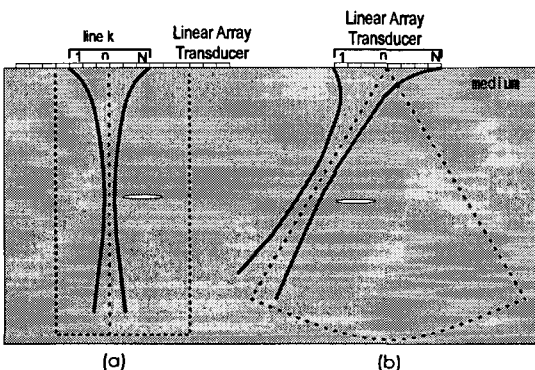 line k
1 n N
Linear Array
Transducer
Linear Array
Transducer
1 n N
medium
(a)
(b)